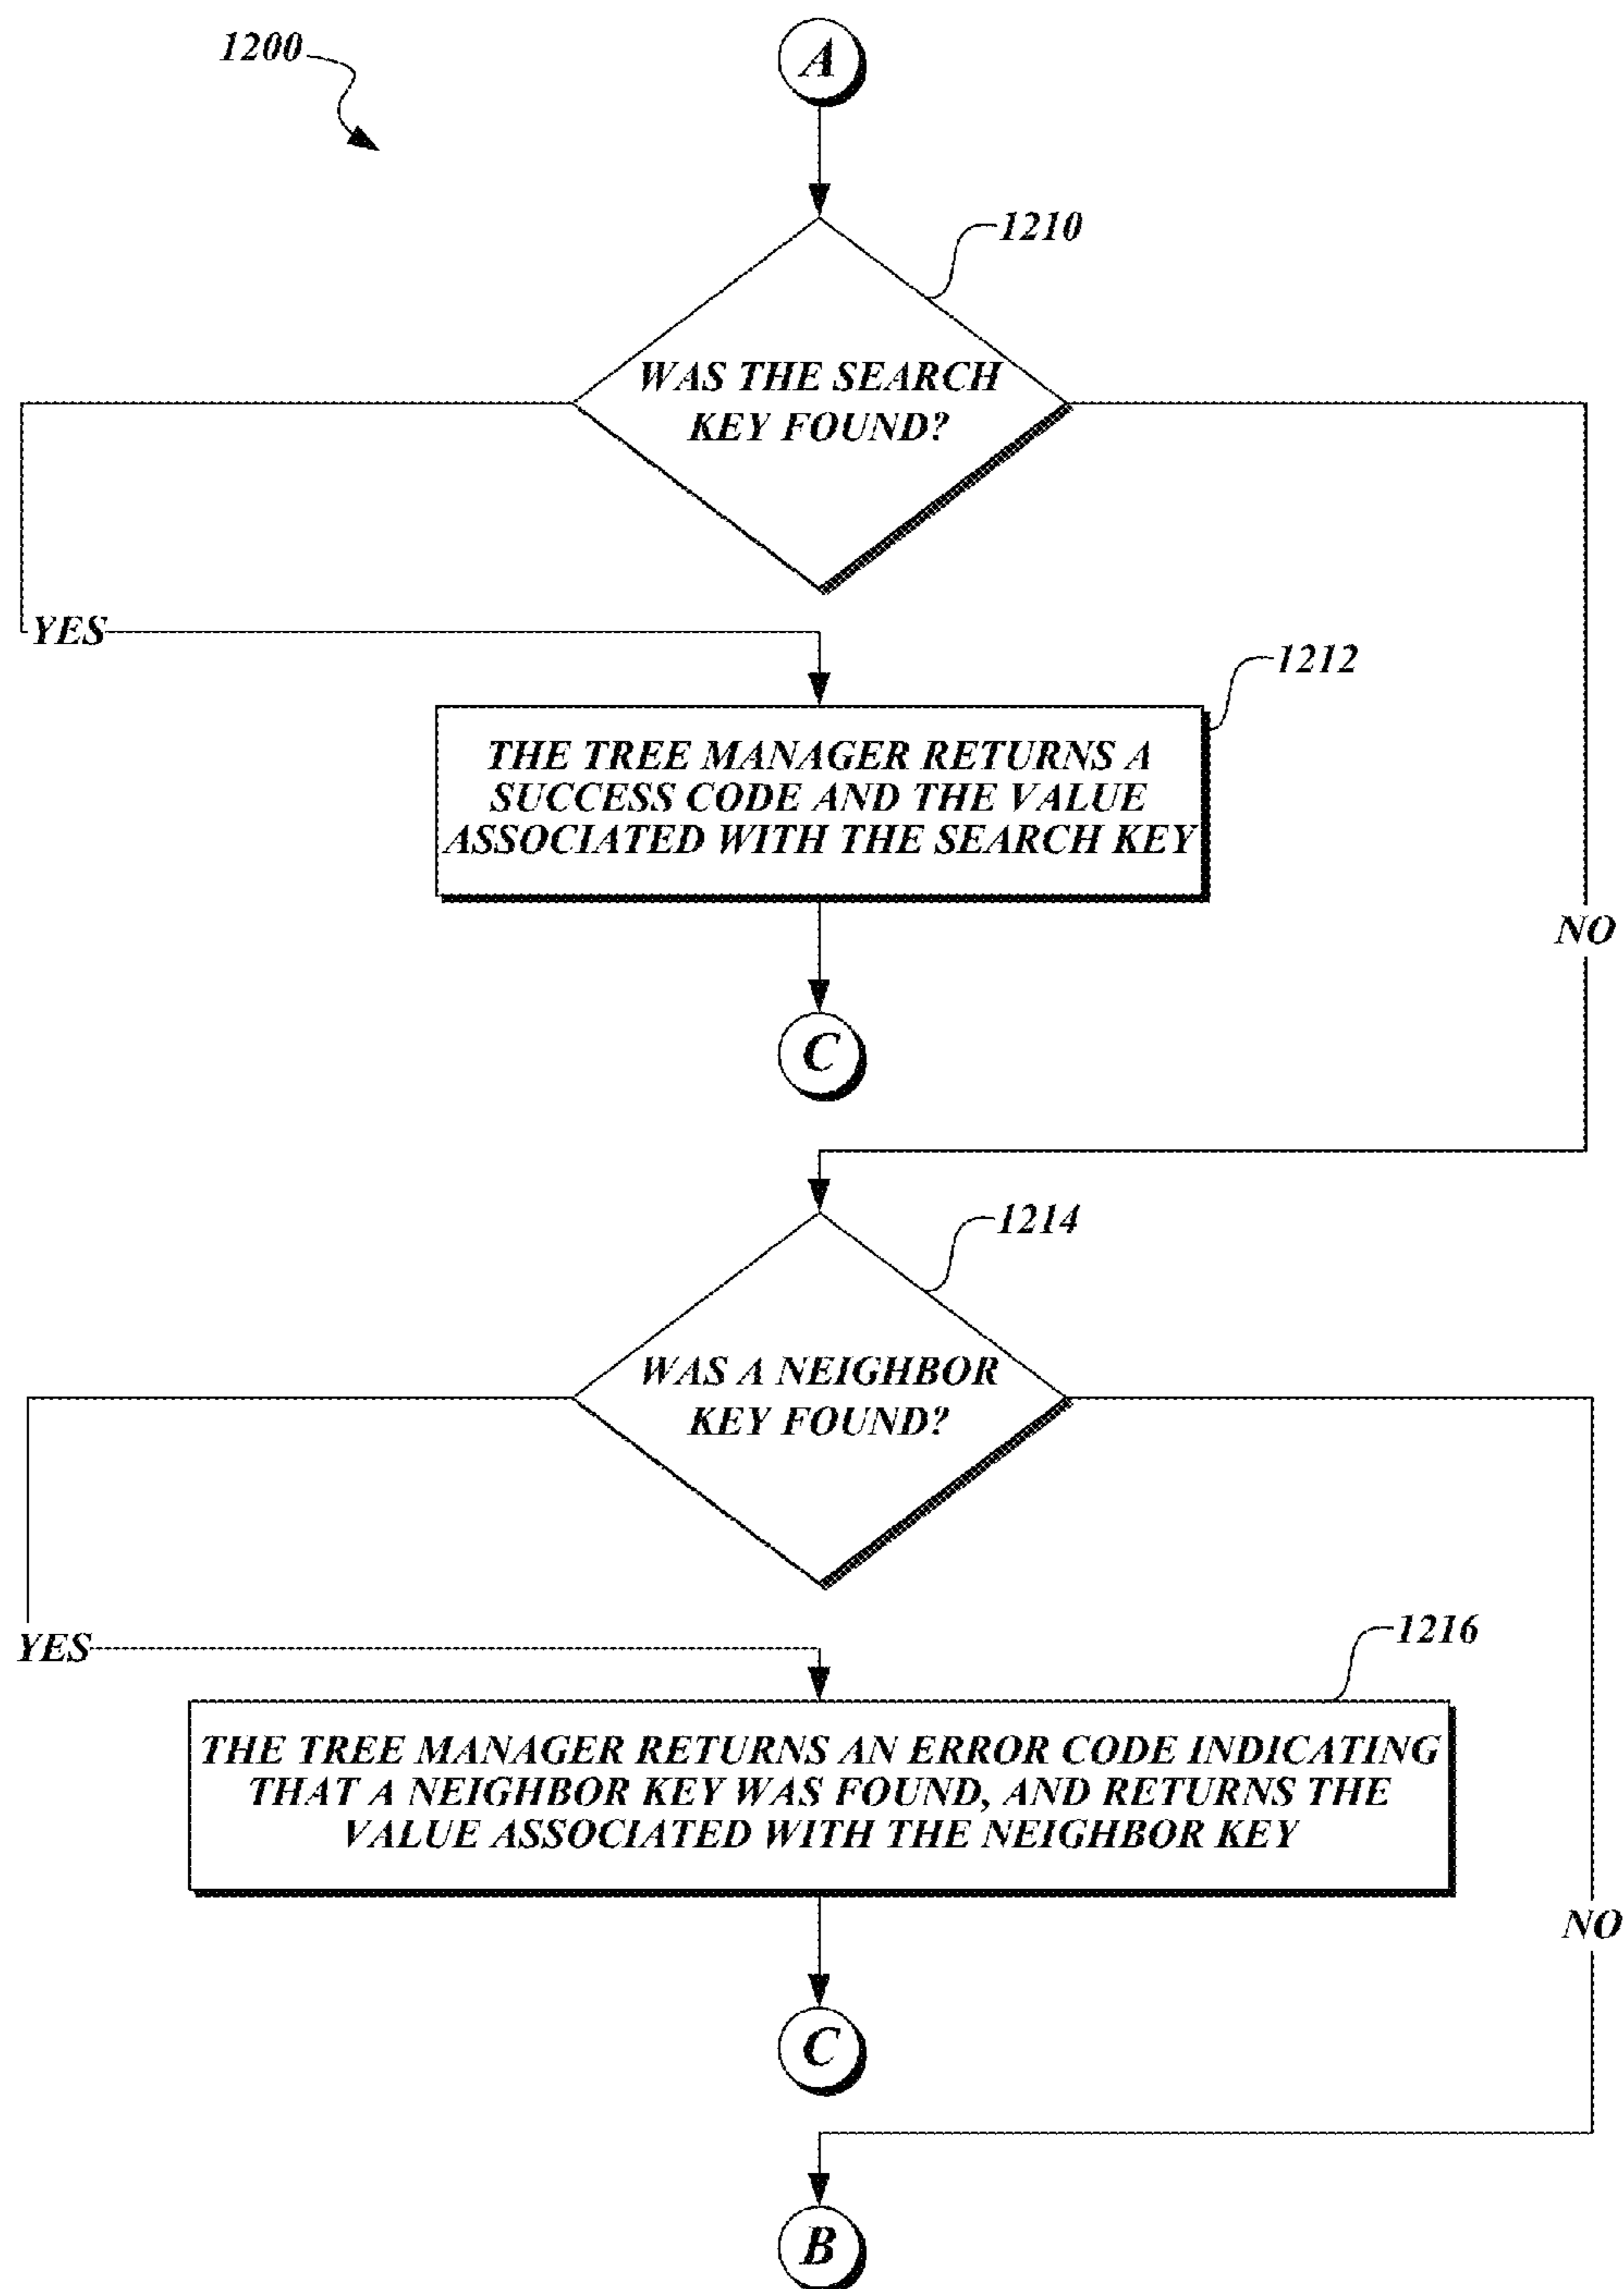 1200
A
1210
WAS THE SEARCH
KEY FOUND?
YES
1212
THE TREE MANAGER RETURNS A
SUCCESS CODE AND THE VALUE
ASSOCIATED WITH THE SEARCH KEY
NO
C
1214
WAS A NEIGHBOR
KEY FOUND?
YES
1216
THE TREE MANAGER RETURNS AN ERROR CODE INDICATING
THAT A NEIGHBOR KEY WAS FOUND, AND RETURNS THE
VALUE ASSOCIATED WITH THE NEIGHBOR KEY
NO
C
B